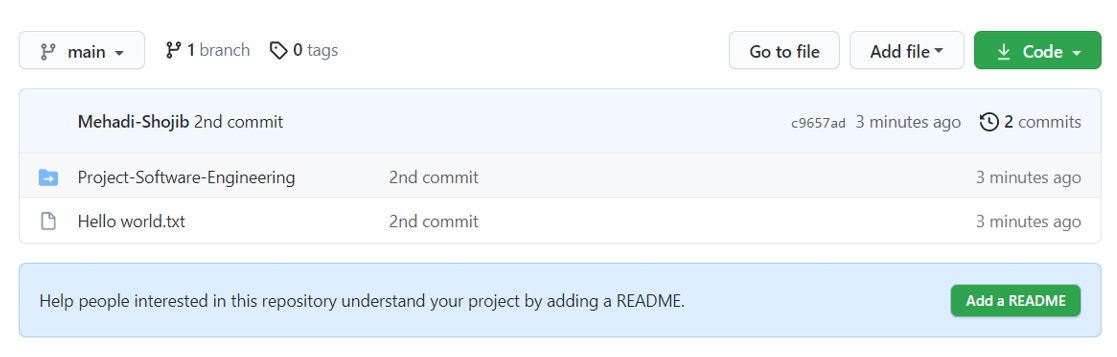 main 1 branch 0 tags Go to file Add file Code
Mehadi-Shojib 2nd commit c9657ad 3 minutes ago 2 commits
Project-Software-Engineering 2nd commit 3 minutes ago
Hello world.txt 2nd commit 3 minutes ago
Help people interested in this repository understand your project by adding a README. Add a README